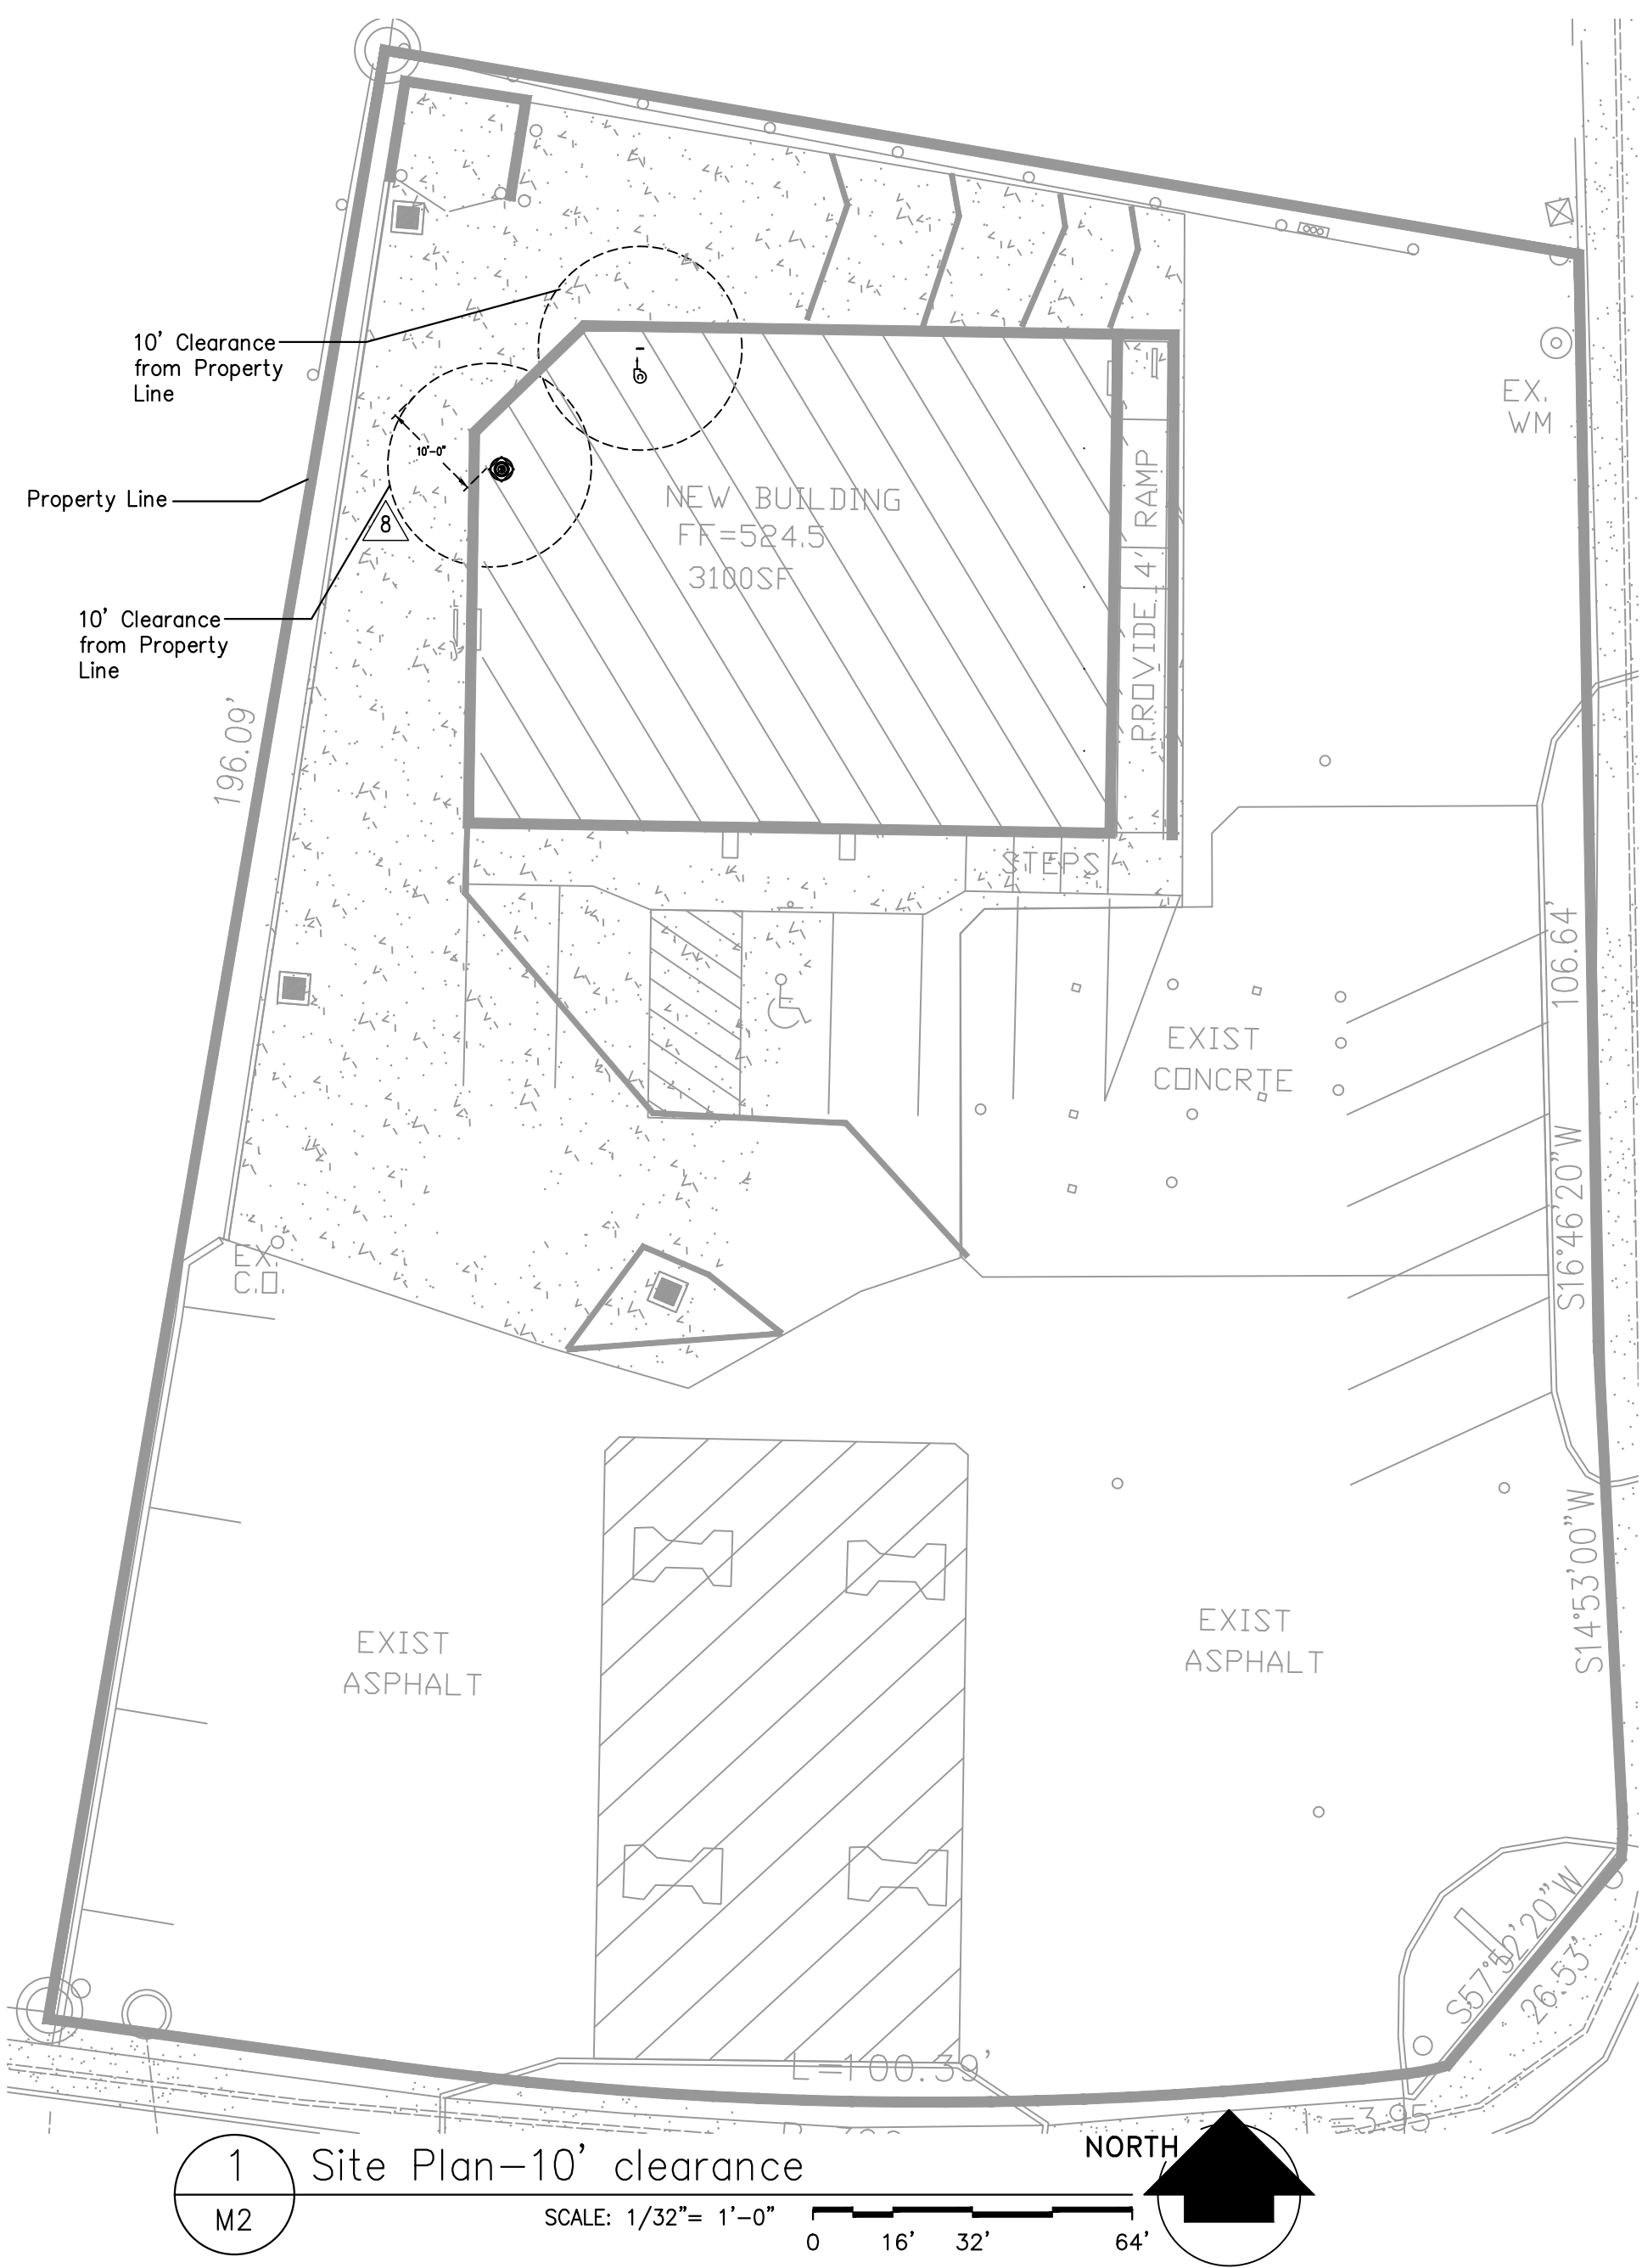 10' Clearance
from Property
Line
EX.
WM
10'-0"
Property Line
8
NEW BUILDING
FF=524.5
3100SF
PROVIDE 4' RAMP
10' Clearance
from Property
Line
196.09'
STEPS
106.64'
EXIST
CONCRTE
S16°46'20"W
EX.
C.O.
S14°53'00"W
EXIST
ASPHALT
EXIST
ASPHALT
S57°52'20"W
26.53'
L=100.39'
=3.95
1
M2
Site Plan-10' clearance
NORTH
SCALE: 1/32"= 1'-0"
0 16' 32' 64'